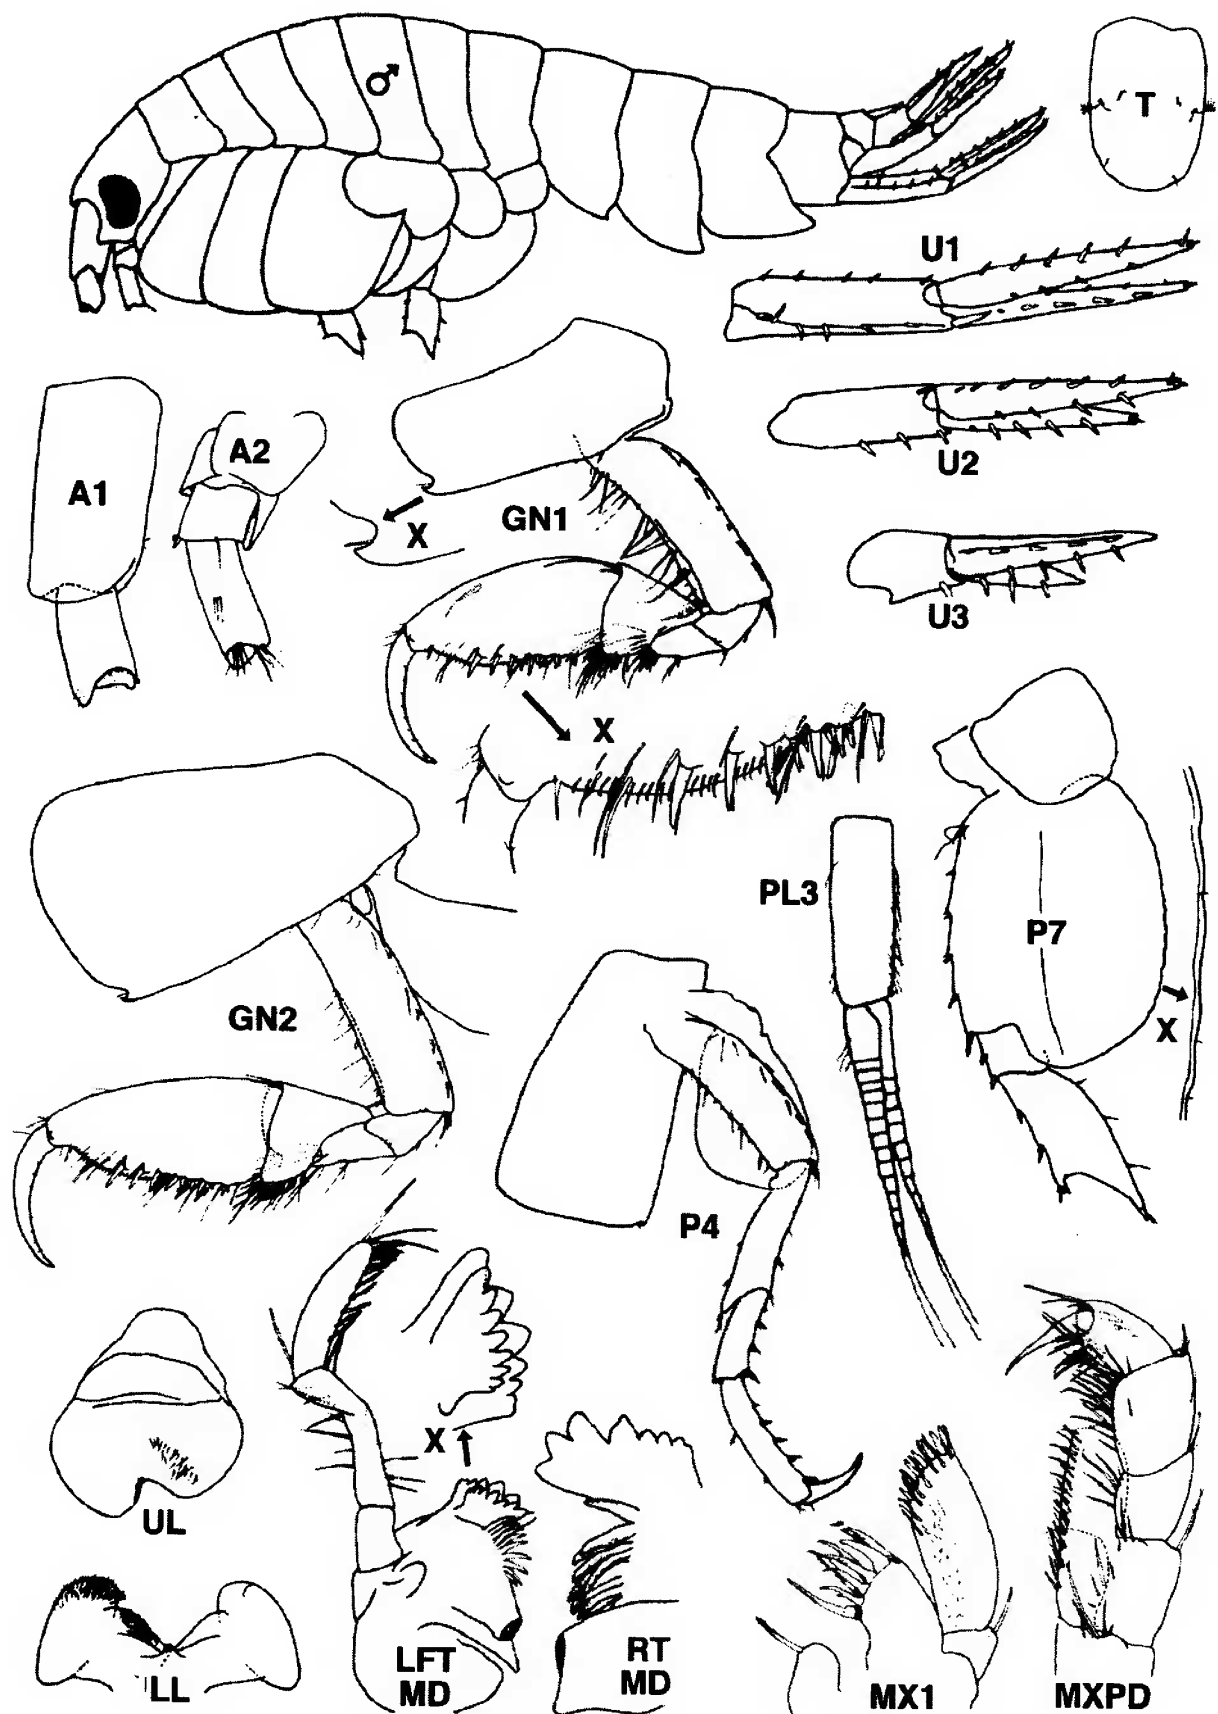 ♂
T
U1
A1
A2
U2
GN1
X
U3
X
PL3
P7
X
GN2
P4
X
UL
LL
LFT
MD
RT
MD
MX1
MXPD